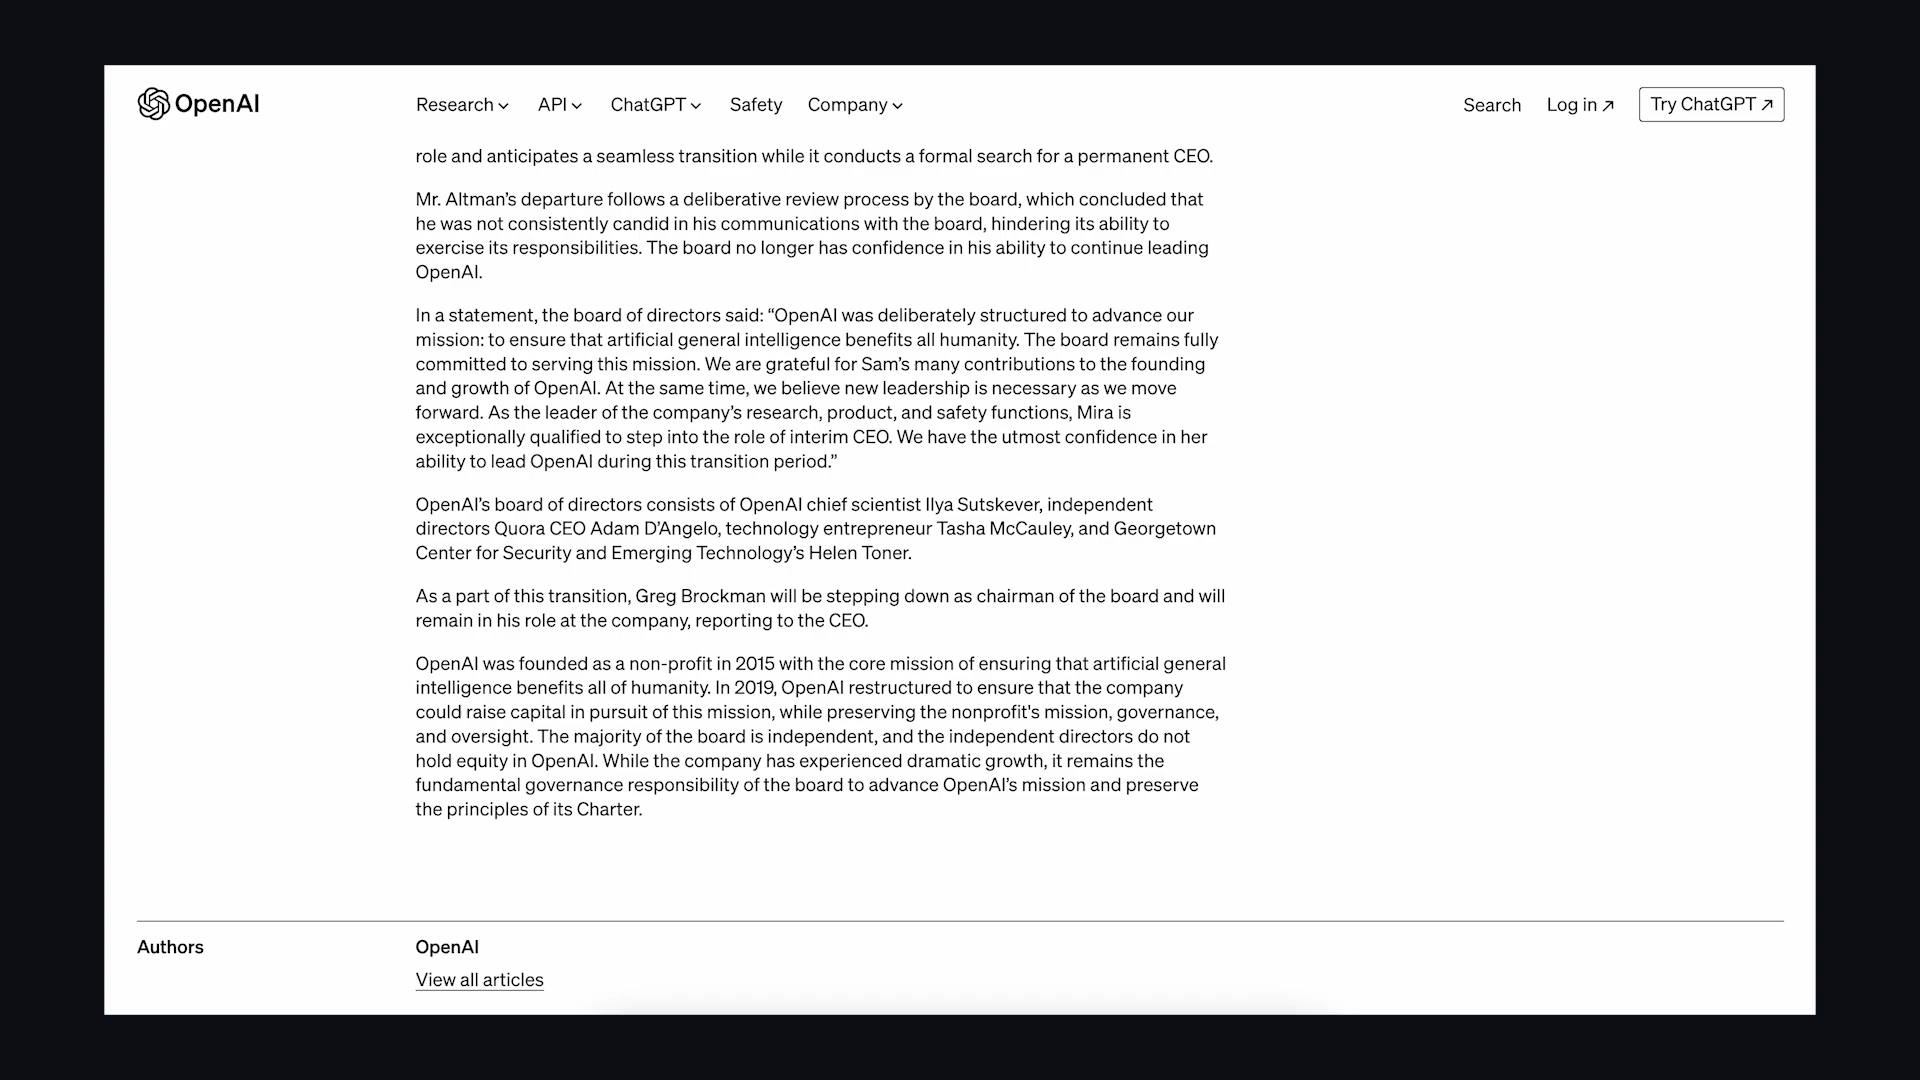 OpenAI
Research API ChatGPT Safety Company Search Log in ↗ Try ChatGPT ↗
role and anticipates a seamless transition while it conducts a formal search for a permanent CEO.
Mr. Altman’s departure follows a deliberative review process by the board, which concluded that
he was not consistently candid in his communications with the board, hindering its ability to
exercise its responsibilities. The board no longer has confidence in his ability to continue leading
OpenAI.
In a statement, the board of directors said: “OpenAI was deliberately structured to advance our
mission: to ensure that artificial general intelligence benefits all humanity. The board remains fully
committed to serving this mission. We are grateful for Sam’s many contributions to the founding
and growth of OpenAI. At the same time, we believe new leadership is necessary as we move
forward. As the leader of the company’s research, product, and safety functions, Mira is
exceptionally qualified to step into the role of interim CEO. We have the utmost confidence in her
ability to lead OpenAI during this transition period.”
OpenAI’s board of directors consists of OpenAI chief scientist Ilya Sutskever, independent
directors Quora CEO Adam D’Angelo, technology entrepreneur Tasha McCauley, and Georgetown
Center for Security and Emerging Technology’s Helen Toner.
As a part of this transition, Greg Brockman will be stepping down as chairman of the board and will
remain in his role at the company, reporting to the CEO.
OpenAI was founded as a non-profit in 2015 with the core mission of ensuring that artificial general
intelligence benefits all of humanity. In 2019, OpenAI restructured to ensure that the company
could raise capital in pursuit of this mission, while preserving the nonprofit's mission, governance,
and oversight. The majority of the board is independent, and the independent directors do not
hold equity in OpenAI. While the company has experienced dramatic growth, it remains the
fundamental governance responsibility of the board to advance OpenAI’s mission and preserve
the principles of its Charter.
Authors OpenAI
View all articles